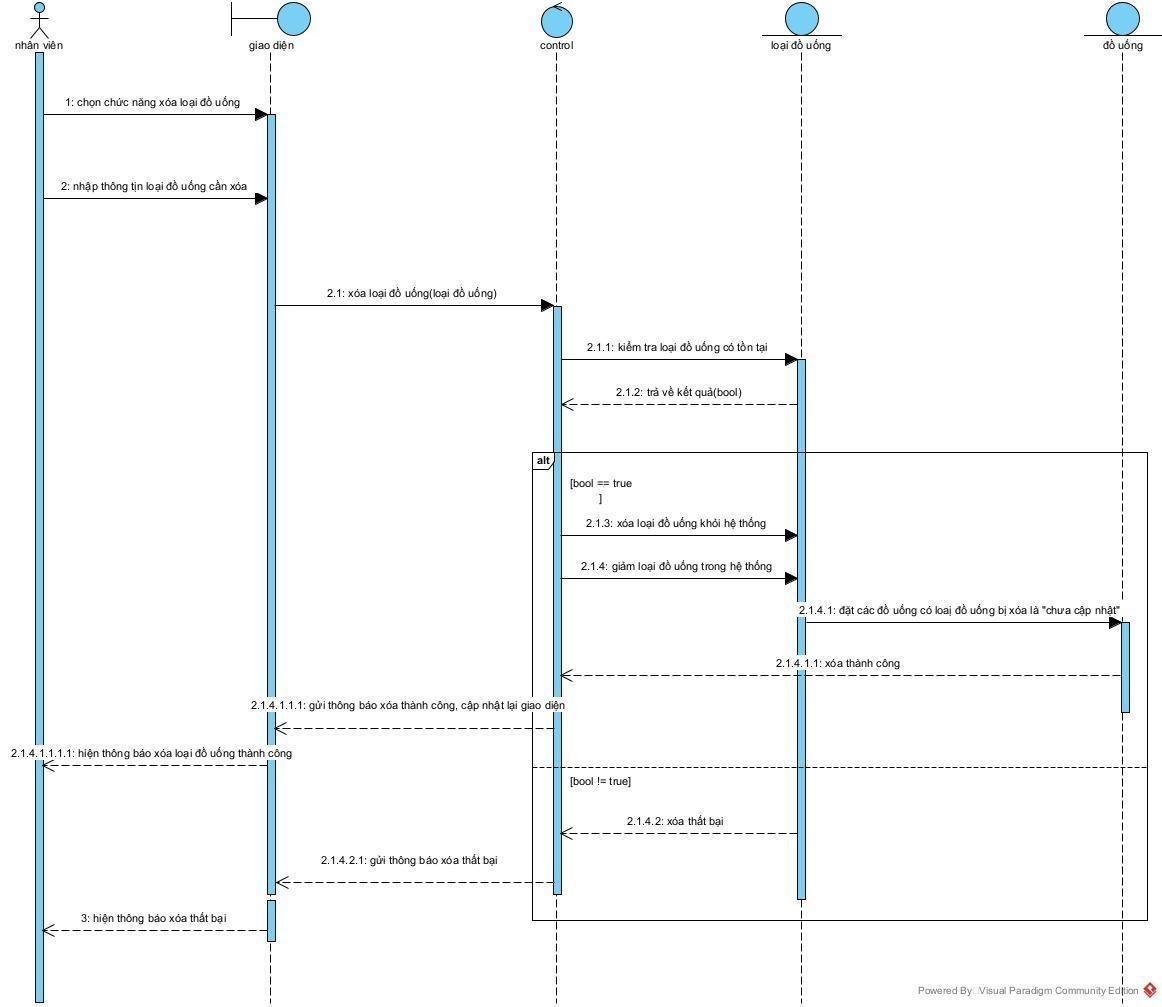 nhân viên
giao diện
control
loại đồ uống
đồ uống
1: chọn chức năng xóa loại đồ uống
2: nhập thông tịn loại đồ uống cần xóa
2.1: xóa loại đồ uống(loại đồ uống)
2.1.1: kiểm tra loại đồ uống có tồn tại
2.1.2: trả về kết quả(bool)
alt
[bool == true
]
2.1.3: xóa loại đồ uống khỏi hệ thống
2.1.4: giảm loại đồ uống trong hệ thống
2.1.4.1: đặt các đồ uống có loaị đồ uống bị xóa là "chưa cập nhật"
2.1.4.1.1: xóa thành công
2.1.4.1.1.1: gửi thông báo xóa thành công, cập nhật lại giao diện
2.1.4.1.1.1.1: hiện thông báo xóa loại đồ uống thành công
[bool != true]
2.1.4.2: xóa thất bại
2.1.4.2.1: gửi thông báo xóa thất bại
3: hiện thông báo xóa thất bại
Powered By Visual Paradigm Community Edition